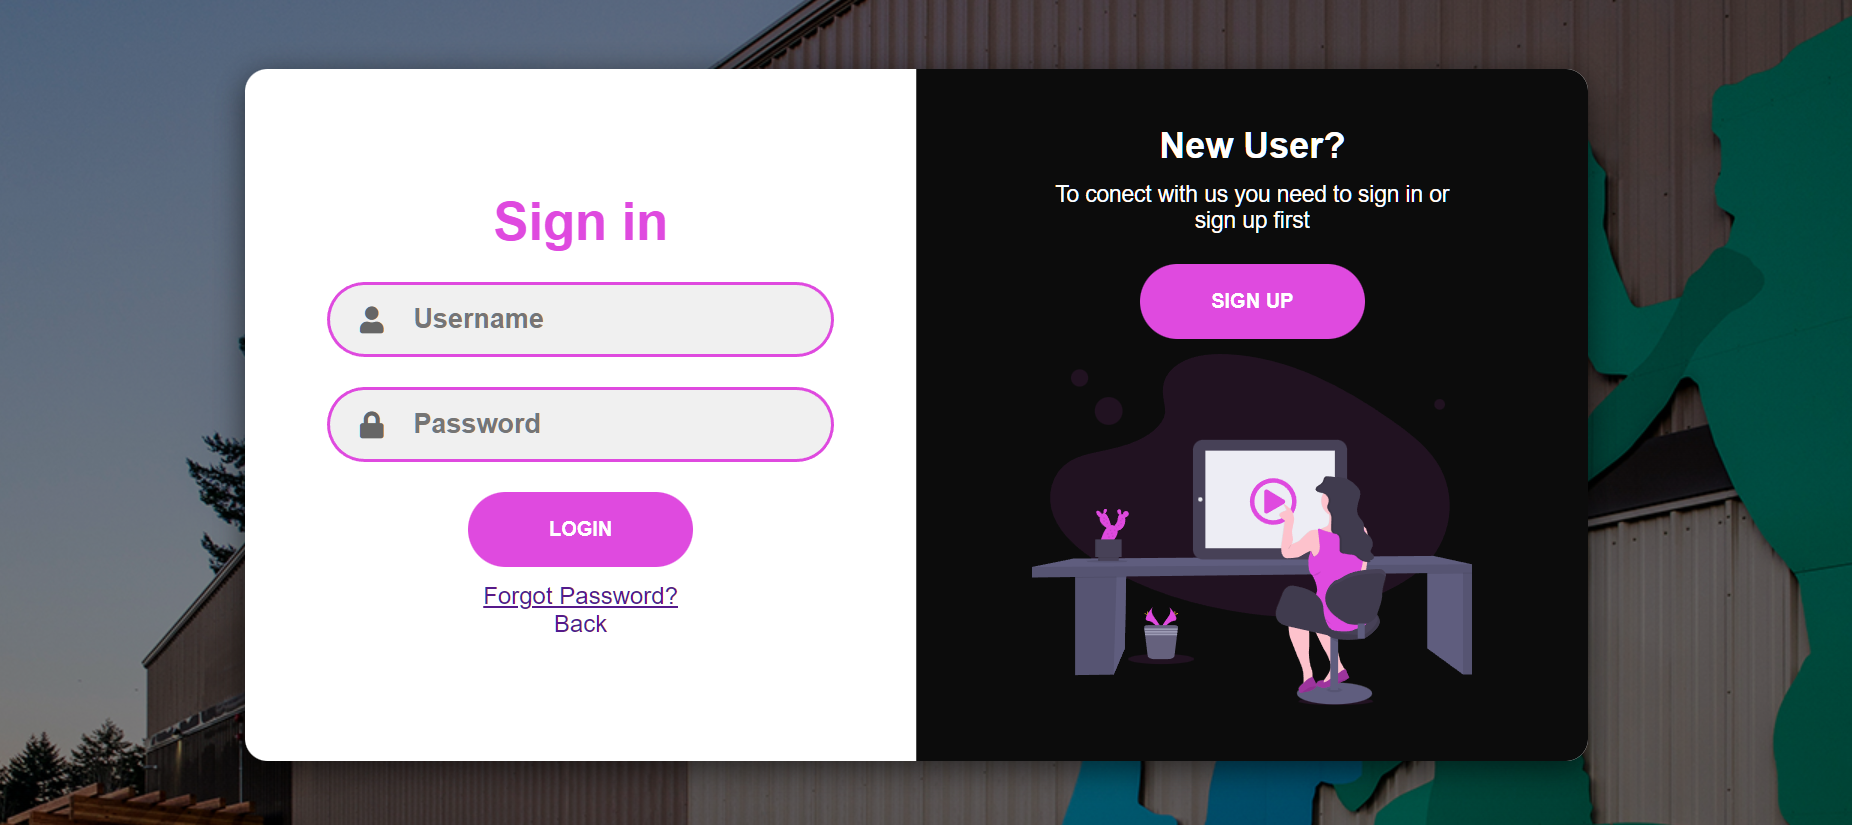 Sign in
Username
Password
LOGIN
Forgot Password?
Back
New User?
To conect with us you need to sign in or
sign up first
SIGN UP